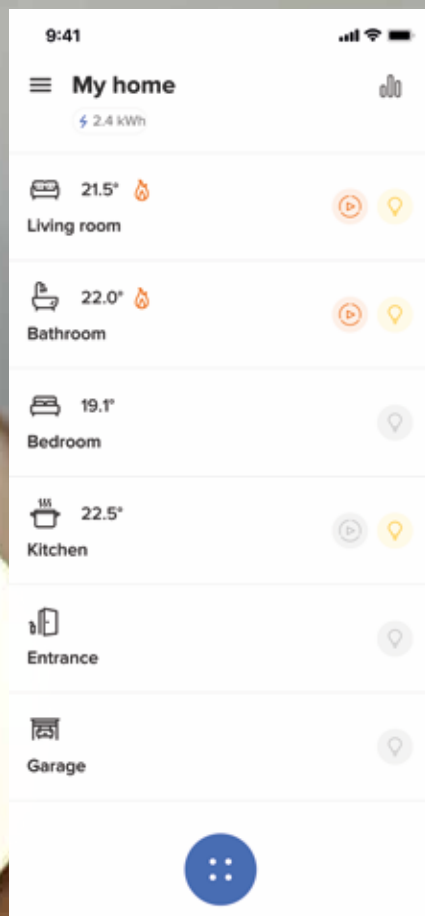 9:41
My home
2.4 kWh
21.5°
Living room
22.0°
Bathroom
19.1°
Bedroom
22.5°
Kitchen
Entrance
Garage